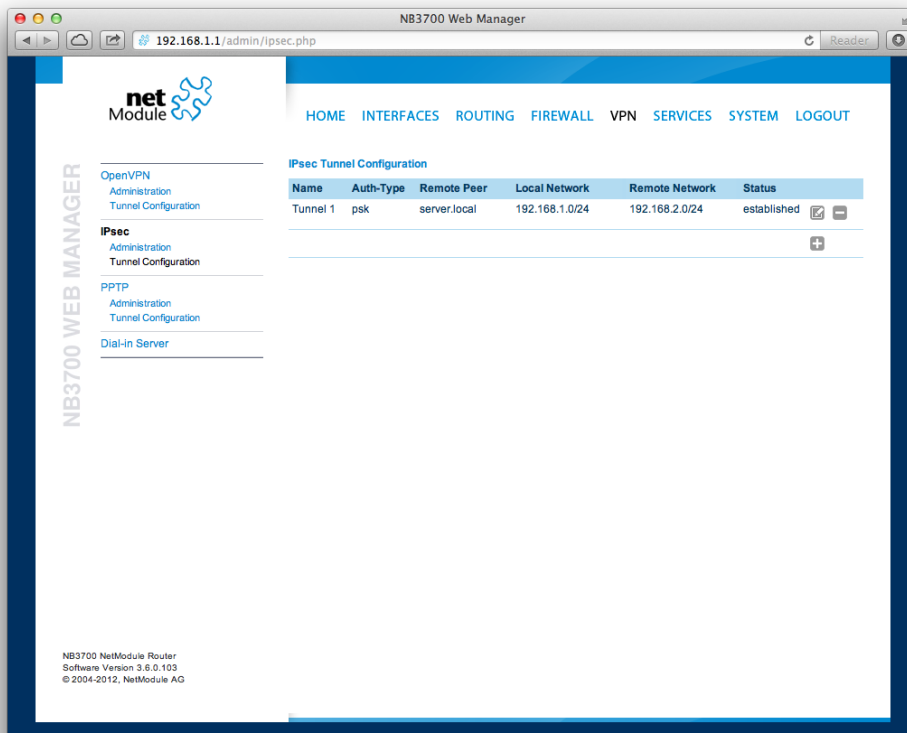 NB3700 Web Manager
192.168.1.1/admin/ipsec.php
Reader
net
Module
HOME INTERFACES ROUTING FIREWALL VPN SERVICES SYSTEM LOGOUT
NB3700 WEB MANAGER
OpenVPN
Administration
Tunnel Configuration
IPsec
Administration
Tunnel Configuration
PPTP
Administration
Tunnel Configuration
Dial-in Server
IPsec Tunnel Configuration
Name Auth-Type Remote Peer Local Network Remote Network Status
Tunnel 1 psk server.local 192.168.1.0/24 192.168.2.0/24 established
NB3700 NetModule Router
Software Version 3.6.0.103
© 2004-2012, NetModule AG